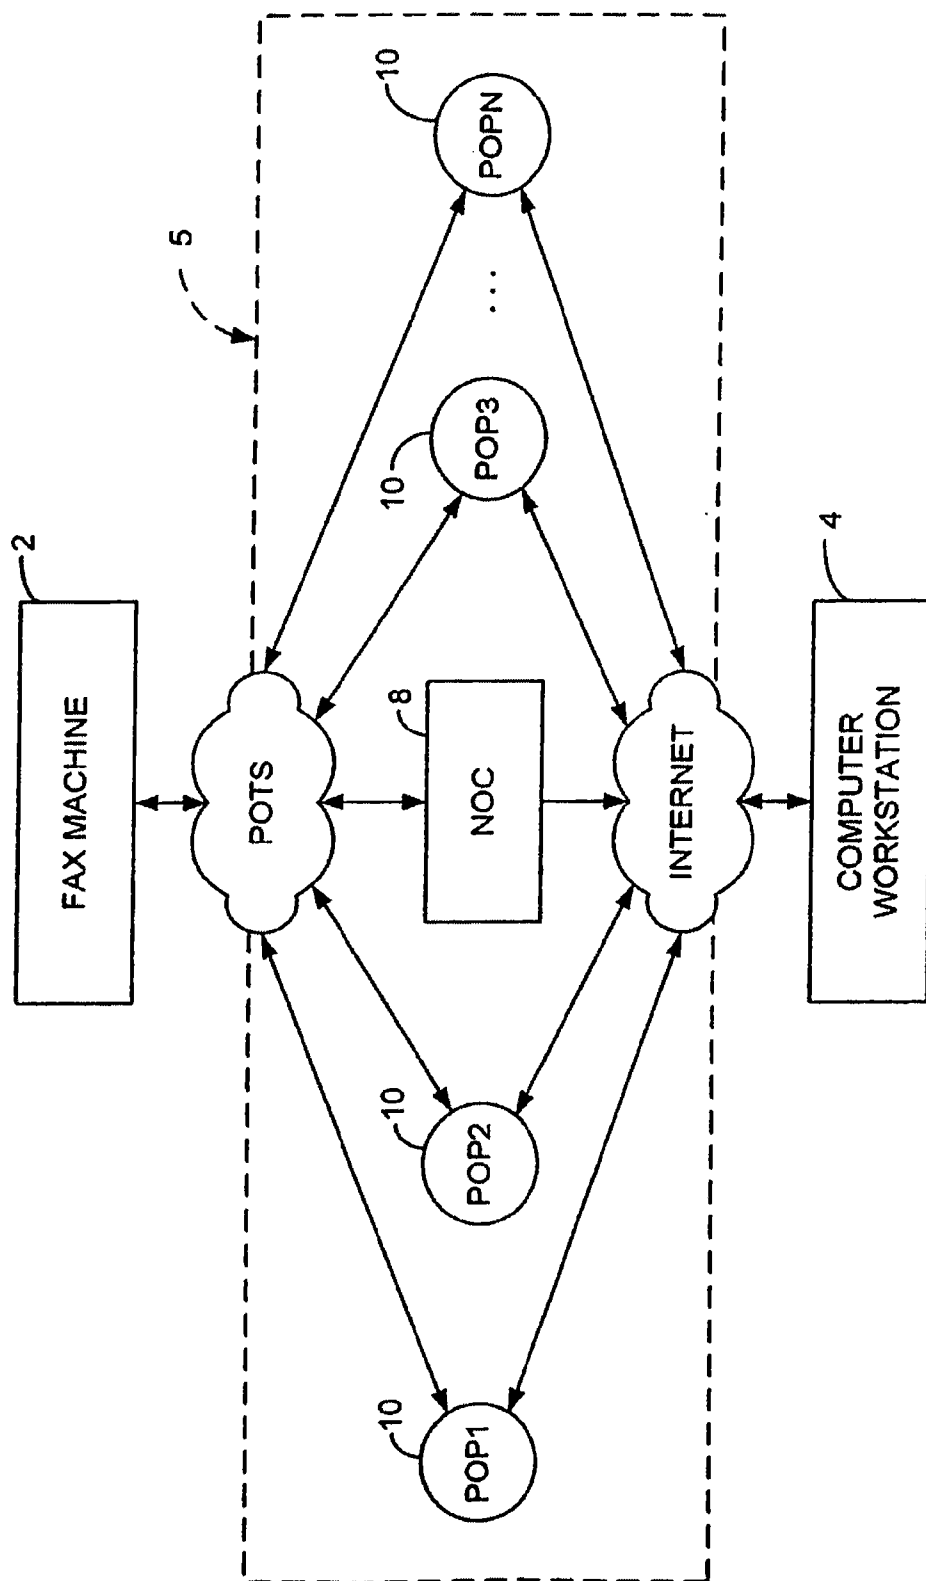 2
FAX MACHINE
5
POTS
10
POP1
10
POP2
8
NOC
10
POP3
...
10
POPN
INTERNET
4
COMPUTER
WORKSTATION